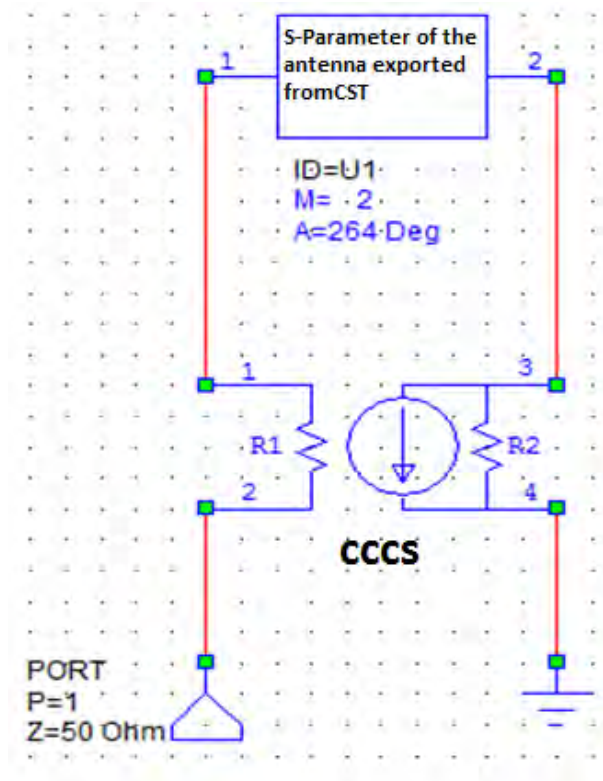 S-Parameter of the
antenna exported
fromCST
1
2
ID=U1
M= 2
A=264 Deg
1
3
R1
R2
2
4
CCCS
PORT
P=1
Z=50 Ohm